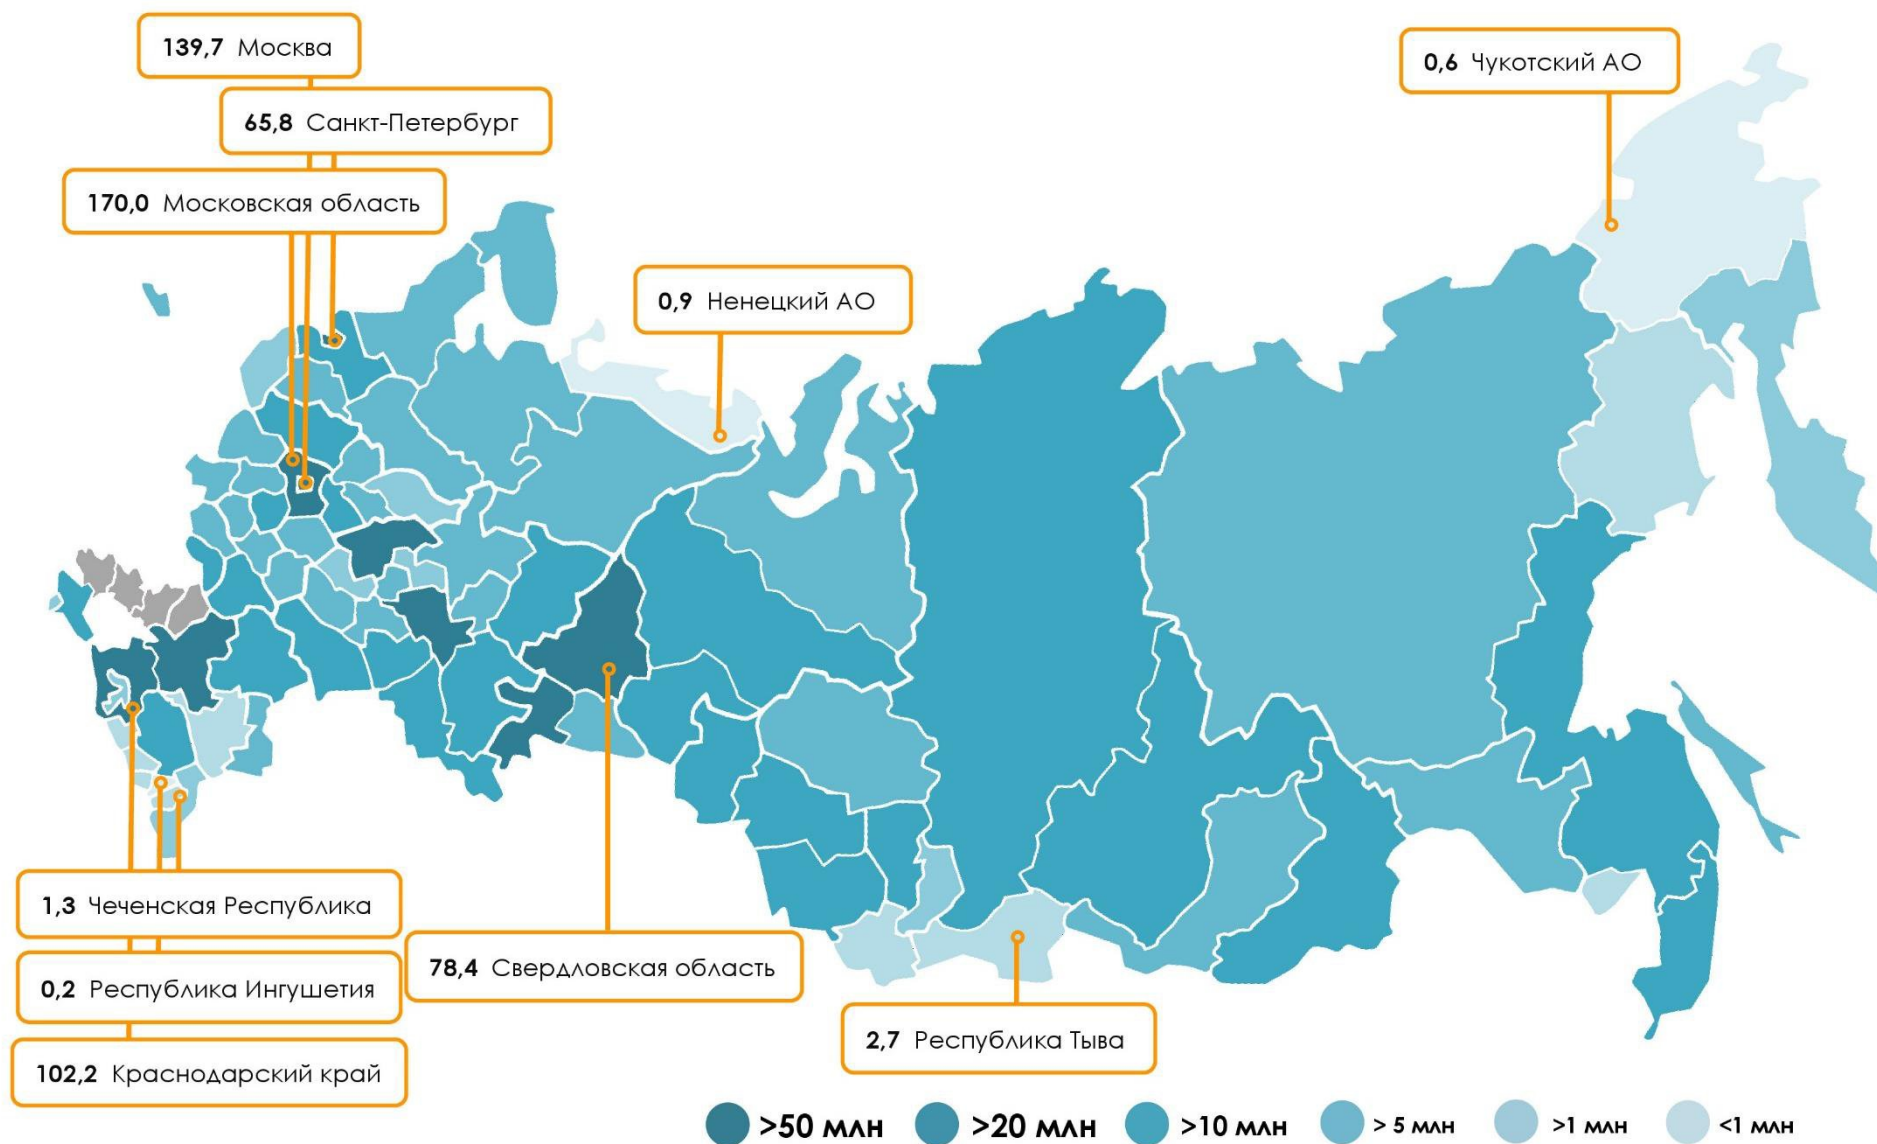 139,7 Москва
0,6 Чукотский АО
65,8 Санкт-Петербург
170,0 Московская область
0,9 Ненецкий АО
1,3 Чеченская Республика
78,4 Свердловская область
0,2 Республика Ингушетия
2,7 Республика Тыва
102,2 Краснодарский край
>50 млн
>20 млн
>10 млн
> 5 млн
>1 млн
<1 млн